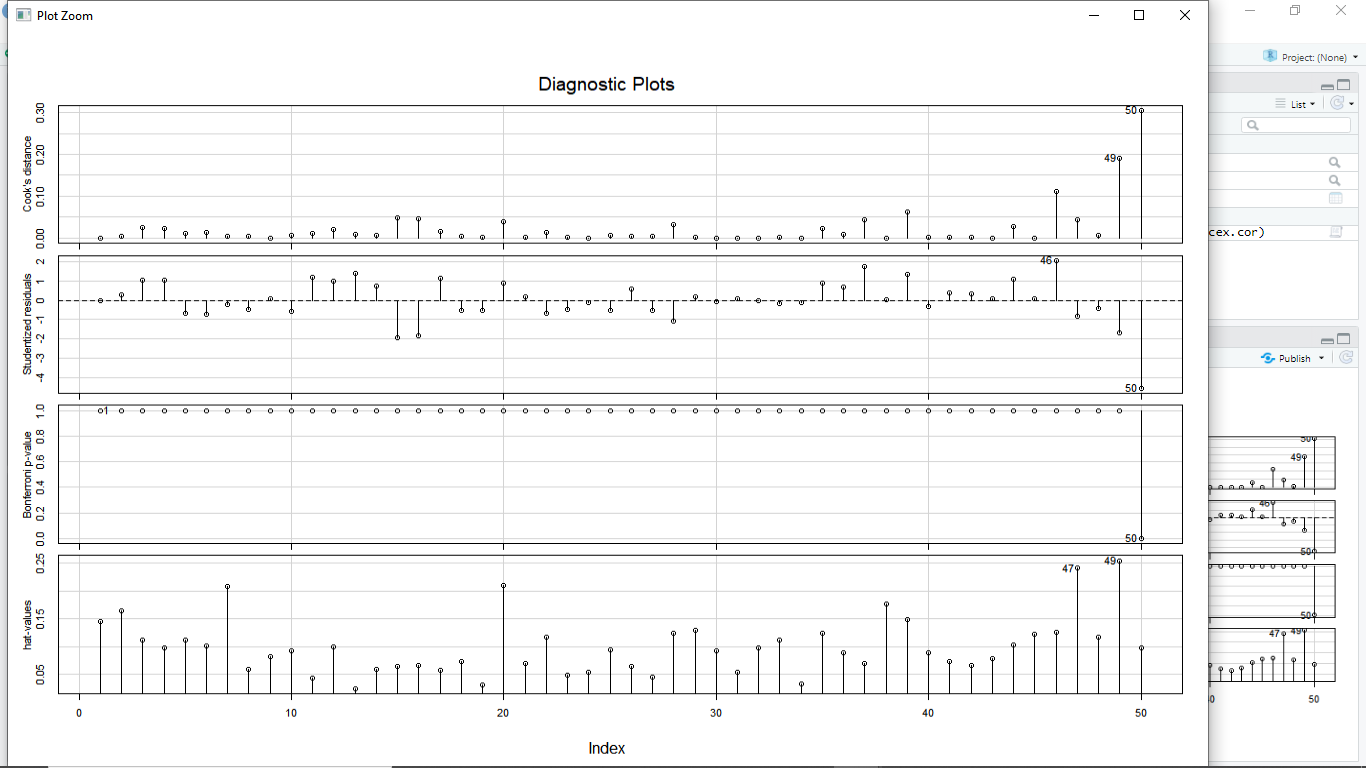 Plot Zoom
Project: (None)
List
cex.cor)
Publish
Diagnostic Plots
Cook's distance
0.00 0.10 0.20 0.30
50
49
Studentized residuals
-4 -3 -2 -1 0 1 2
46
50
Bonferroni p-value
0.0 0.2 0.4 0.6 0.8 1.0
1
50
hat-values
0.05 0.15 0.25
47
49
0 10 20 30 40 50
Index
50
49
50
50
47
49
50